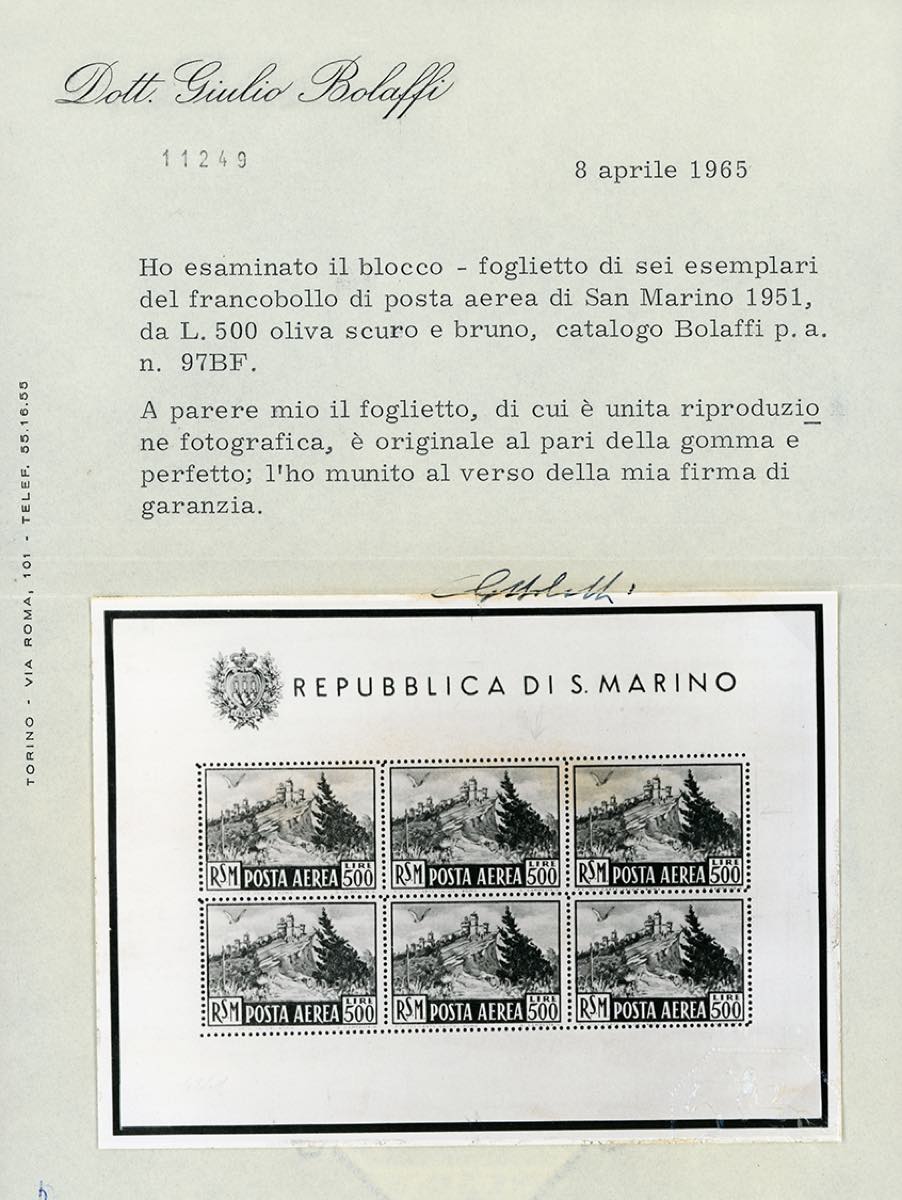 Dott. Giulio Bolaffi
11249
8 aprile 1965
Ho esaminato il blocco - foglietto di sei esemplari
del francobollo di posta aerea di San Marino 1951,
da L. 500 oliva scuro e bruno, catalogo Bolaffi p. a.
n. 97BF.
A parere mio il foglietto, di cui è unita riproduzio
ne fotografica, è originale al pari della gomma e
perfetto; l'ho munito al verso della mia firma di
garanzia.
TORINO - VIA ROMA, 101 - TELEF. 55.16.55
REPUBBLICA DI S. MARINO
RSM POSTA AEREA LIRE 500
RSM POSTA AEREA LIRE 500
RSM POSTA AEREA LIRE 500
RSM POSTA AEREA LIRE 500
RSM POSTA AEREA LIRE 500
RSM POSTA AEREA LIRE 500